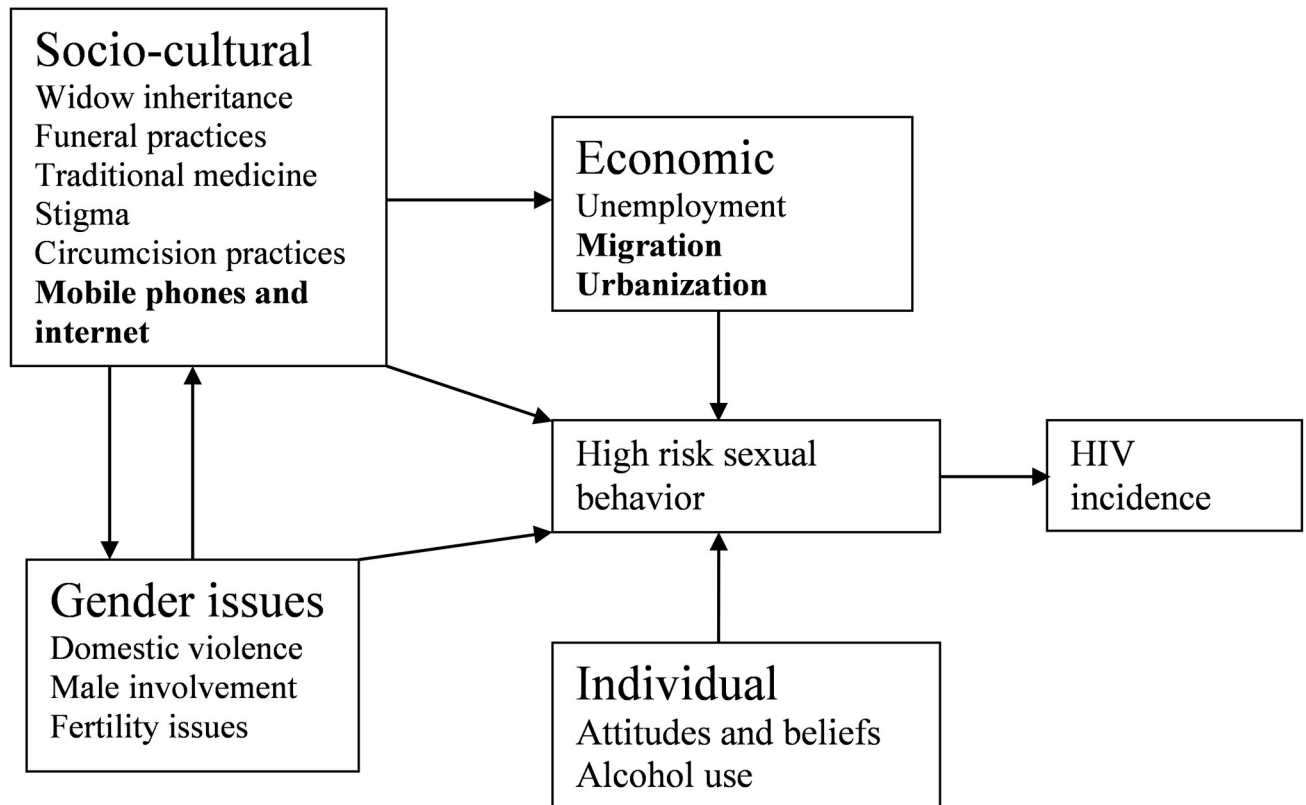 Socio-cultural
Widow inheritance
Funeral practices
Traditional medicine
Stigma
Circumcision practices
Mobile phones and
internet
Economic
Unemployment
Migration
Urbanization
High risk sexual
behavior
HIV
incidence
Gender issues
Domestic violence
Male involvement
Fertility issues
Individual
Attitudes and beliefs
Alcohol use